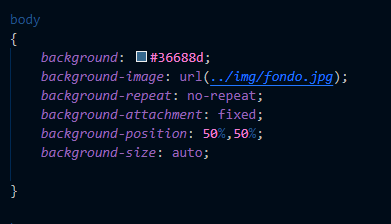 body
{
background: #36688d;
background-image: url(../img/fondo.jpg);
background-repeat: no-repeat;
background-attachment: fixed;
background-position: 50%,50%;
background-size: auto;
}